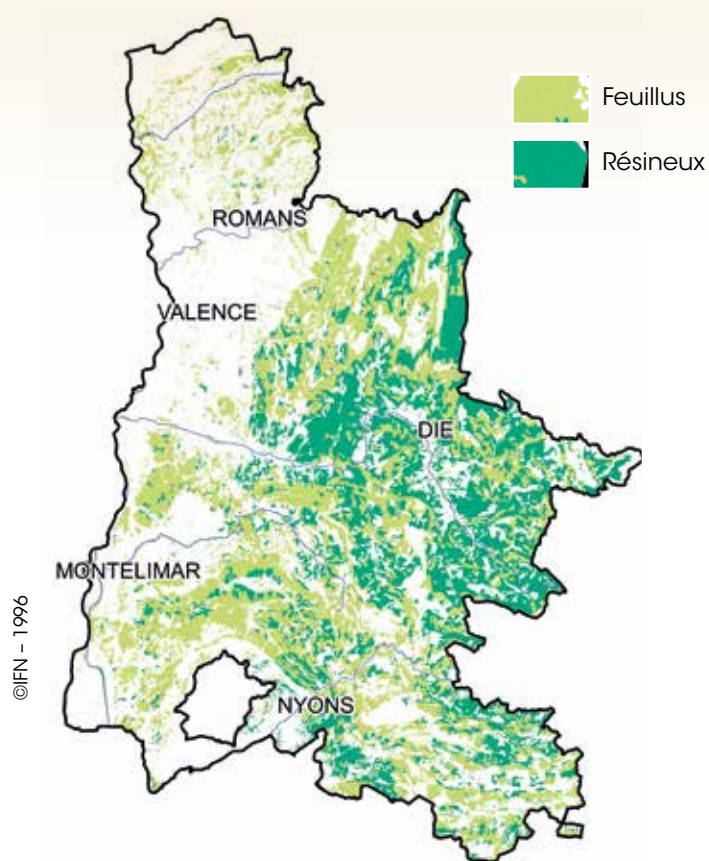 Feuillus
Résineux
ROMANS
VALENCE
DIE
MONTELIMAR
NYONS
©IFN – 1996